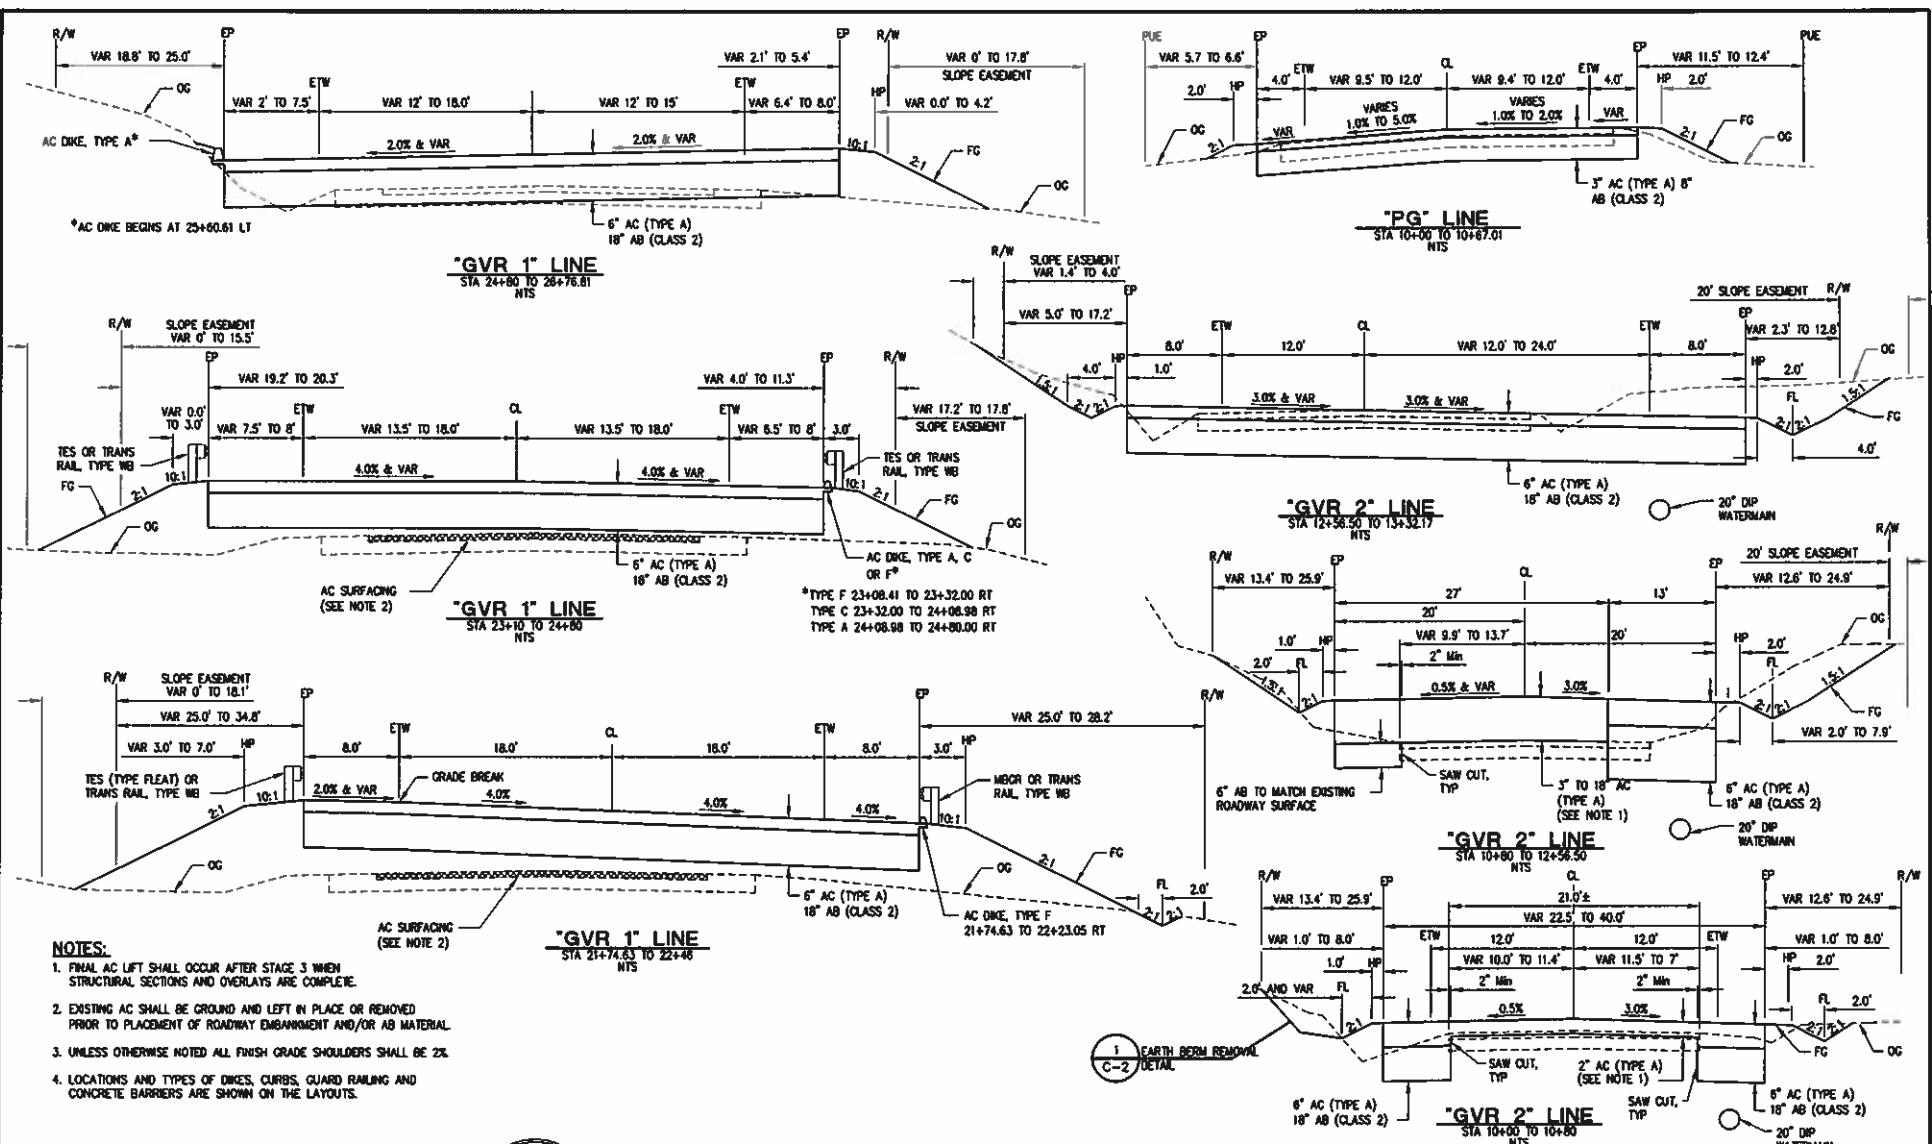 R/W
EP
EP
R/W
VAR 18.8' TO 25.0'
VAR 2.1' TO 5.4'
VAR 0' TO 17.8'
SLOPE EASEMENT
OG
ETW
ETW
HP
VAR 2' TO 7.5'
VAR 12' TO 18.0'
VAR 12' TO 15'
VAR 6.4' TO 8.0'
VAR 0.0' TO 4.2'
AC DIKE, TYPE A*
2.0% & VAR
2.0% & VAR
10:1
2:1
FG
OG
*AC DIKE BEGINS AT 25+60.61 LT
6" AC (TYPE A)
18" AB (CLASS 2)
"GVR 1" LINE
STA 24+80 TO 26+76.81
NTS
PUE
EP
CL
EP
PUE
VAR 5.7 TO 6.6'
VAR 11.5' TO 12.4'
ETW
ETW
2.0'
HP
4.0'
VAR 9.5' TO 12.0'
VAR 9.4' TO 12.0'
4.0'
HP
2.0'
OG
VAR
VARIES
1.0% TO 5.0%
VARIES
1.0% TO 2.0%
VAR
FG
OG
2:1
2:1
3" AC (TYPE A) 8"
AB (CLASS 2)
"PG" LINE
STA 10+00 TO 10+67.01
NTS
R/W
SLOPE EASEMENT
VAR 0' TO 15.5'
EP
EP
R/W
VAR 19.2' TO 20.3'
VAR 4.0' TO 11.3'
VAR 0.0'
TO 3.0'
ETW
CL
ETW
VAR 17.2' TO 17.8'
SLOPE EASEMENT
VAR 7.5' TO 8'
VAR 13.5' TO 18.0'
VAR 13.5' TO 18.0'
VAR 6.5' TO 8'
3.0'
TES OR TRANS
RAIL, TYPE WB
TES OR TRANS
RAIL, TYPE WB
4.0% & VAR
4.0% & VAR
FG
2:1
10:1
10:1
2:1
FG
OG
OG
AC SURFACING
(SEE NOTE 2)
6" AC (TYPE A)
18" AB (CLASS 2)
AC DIKE, TYPE A, C
OR F*
*TYPE F 23+08.41 TO 23+32.00 RT
TYPE C 23+32.00 TO 24+08.98 RT
TYPE A 24+08.98 TO 24+80.00 RT
"GVR 1" LINE
STA 23+10 TO 24+80
NTS
R/W
SLOPE EASEMENT
VAR 1.4' TO 4.0'
EP
20' SLOPE EASEMENT
R/W
EP
VAR 5.0' TO 17.2'
VAR 2.3' TO 12.8'
ETW
CL
ETW
HP
8.0'
12.0'
VAR 12.0' TO 24.0'
8.0'
HP
OG
4.0'
1.0'
2.0'
1.5:1
2:1
2:1
3.0% & VAR
3.0% & VAR
FL
2:1
2:1
1.5:1
FG
4.0'
6" AC (TYPE A)
18" AB (CLASS 2)
20" DIP
WATERMAIN
"GVR 2" LINE
STA 12+56.50 TO 13+32.17
NTS
R/W
EP
CL
EP
20' SLOPE EASEMENT
R/W
VAR 13.4' TO 25.9'
VAR 12.6' TO 24.9'
27'
13'
20'
VAR 9.9' TO 13.7'
20'
1.0'
HP
HP
2.0'
OG
2" Min
2.0'
FL
FL
1.5:1
2:1
0.5% & VAR
3.0%
2:1
2:1
1.5:1
FG
VAR 2.0' TO 7.9'
SAW CUT,
TYP
6" AB TO MATCH EXISTING
ROADWAY SURFACE
3" TO 18" AC
(TYPE A)
(SEE NOTE 1)
6" AC (TYPE A)
18" AB (CLASS 2)
20" DIP
WATERMAIN
"GVR 2" LINE
STA 10+80 TO 12+56.50
NTS
R/W
SLOPE EASEMENT
VAR 0' TO 18.1'
EP
EP
R/W
VAR 25.0' TO 34.8'
VAR 25.0' TO 28.2'
VAR 3.0' TO 7.0'
HP
8.0'
ETW
18.0'
CL
18.0'
ETW
8.0'
3.0'
HP
TES (TYPE FLEAT) OR
TRANS RAIL, TYPE WB
2.0% & VAR
GRADE BREAK
4.0%
4.0%
4.0%
MBGR OR TRANS
RAIL, TYPE WB
2:1
10:1
10:1
2:1
FG
OG
OG
FL
2.0'
2:1
2:1
AC SURFACING
(SEE NOTE 2)
6" AC (TYPE A)
18" AB (CLASS 2)
AC DIKE, TYPE F
21+74.63 TO 22+23.05 RT
"GVR 1" LINE
STA 21+74.63 TO 22+46
NTS
R/W
EP
CL
EP
R/W
VAR 13.4' TO 25.9'
21.0'±
VAR 12.6' TO 24.9'
VAR 22.5' TO 40.0'
VAR 1.0' TO 8.0'
ETW
12.0'
12.0'
ETW
VAR 1.0' TO 8.0'
1.0'
HP
VAR 10.0' TO 11.4'
VAR 11.5' TO 7'
HP
2.0'
2" Min
2" Min
2.0' AND VAR
FL
FL
2.0'
2:1
0.5%
3.0%
2:1
2:1
FG
OG
1
C-2
EARTH BERM REMOVAL
DETAIL
SAW CUT,
TYP
2" AC (TYPE A)
(SEE NOTE 1)
SAW CUT,
TYP
6" AC (TYPE A)
18" AB (CLASS 2)
6" AC (TYPE A)
18" AB (CLASS 2)
20" DIP
"GVR 2" LINE
STA 10+00 TO 10+80
NTS
NOTES:
1. FINAL AC LIFT SHALL OCCUR AFTER STAGE 3 WHEN
STRUCTURAL SECTIONS AND OVERLAYS ARE COMPLETE.
2. EXISTING AC SHALL BE GROUND AND LEFT IN PLACE OR REMOVED
PRIOR TO PLACEMENT OF ROADWAY EMBANKMENT AND/OR AB MATERIAL.
3. UNLESS OTHERWISE NOTED ALL FINISH GRADE SHOULDERS SHALL BE 2%.
4. LOCATIONS AND TYPES OF DIKES, CURBS, GUARD RAILING AND
CONCRETE BARRIERS ARE SHOWN ON THE LAYOUTS.